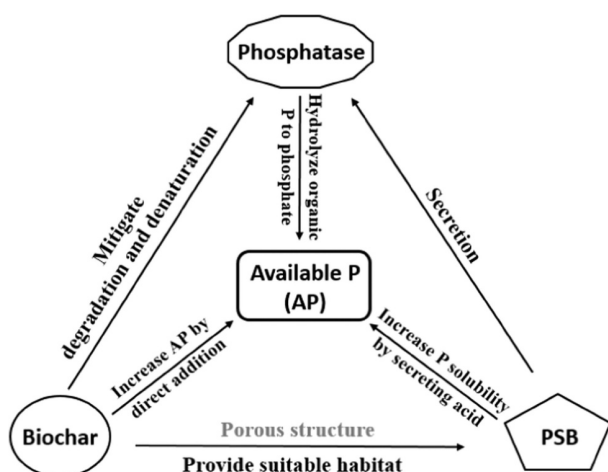 Phosphatase
Hydrolyze organic
P to phosphate
Mitigate
degradation and denaturation
Secretion
Available P
(AP)
Increase AP by
direct addition
Increase P solubility
by secreting acid
Biochar
Porous structure
Provide suitable habitat
PSB